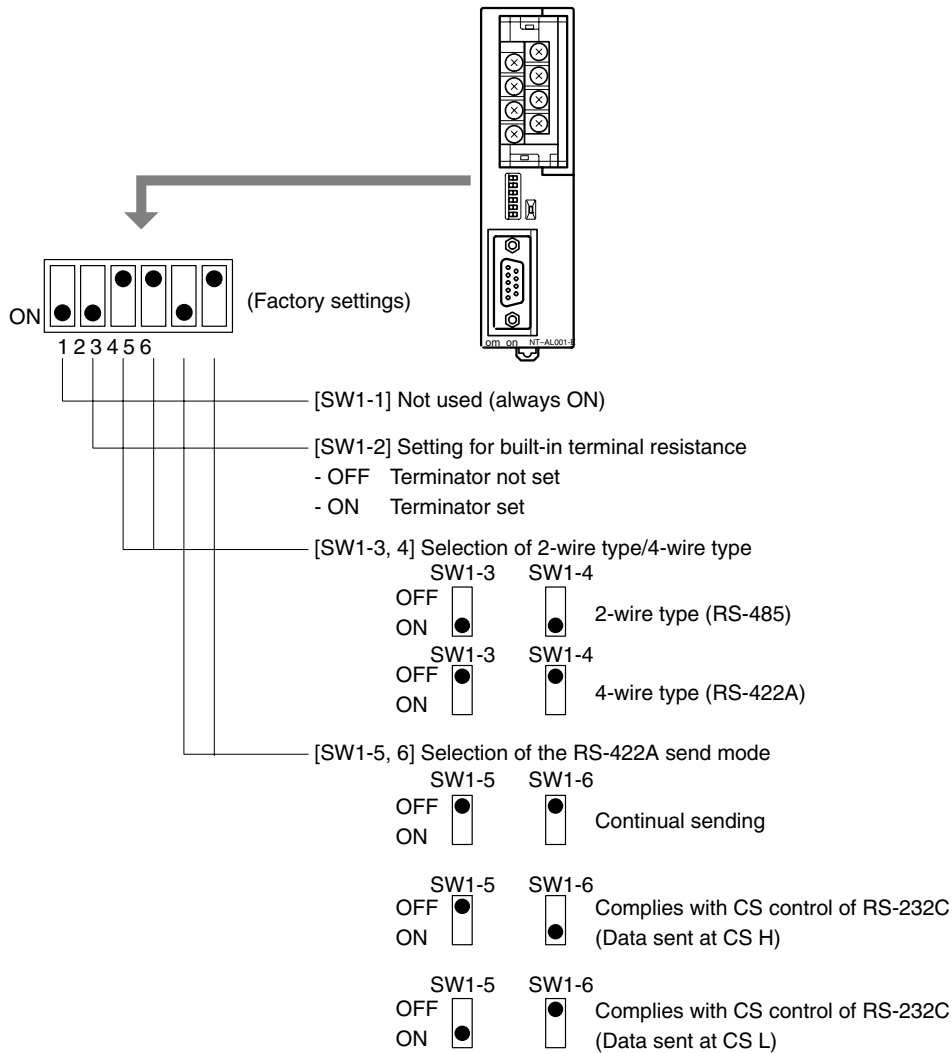 om on NT-AL001-E
ON
(Factory settings)
1 2 3 4 5 6
[SW1-1] Not used (always ON)
[SW1-2] Setting for built-in terminal resistance
- OFF Terminator not set
- ON Terminator set
[SW1-3, 4] Selection of 2-wire type/4-wire type
SW1-3 SW1-4
OFF
ON
2-wire type (RS-485)
SW1-3 SW1-4
OFF
ON
4-wire type (RS-422A)
[SW1-5, 6] Selection of the RS-422A send mode
SW1-5 SW1-6
OFF
ON
Continual sending
SW1-5 SW1-6
OFF
ON
Complies with CS control of RS-232C
(Data sent at CS H)
SW1-5 SW1-6
OFF
ON
Complies with CS control of RS-232C
(Data sent at CS L)